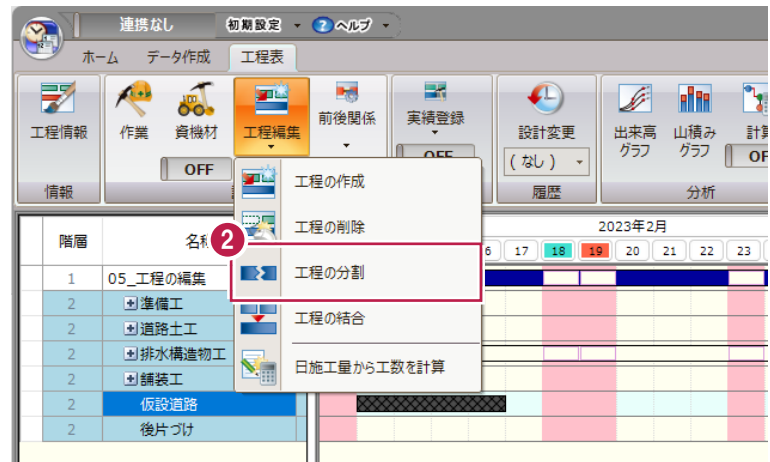 連携なし 初期設定 ?ヘルプ
ホーム データ作成 工程表
工程情報 作業 資機材 工程編集 前後関係 実績登録 設計変更 出来高グラフ 山積みグラフ
OFF OFF (なし)
情報 履歴 分析
工程の作成
工程の削除
2
工程の分割
工程の結合
日施工量から工数を計算
階層 2023年2月
17 18 19 20 21 22 23
1 05_工程の編集
2 準備工
2 道路土工
2 排水構造物工
2 舗装工
2 仮設道路
2 後片づけ